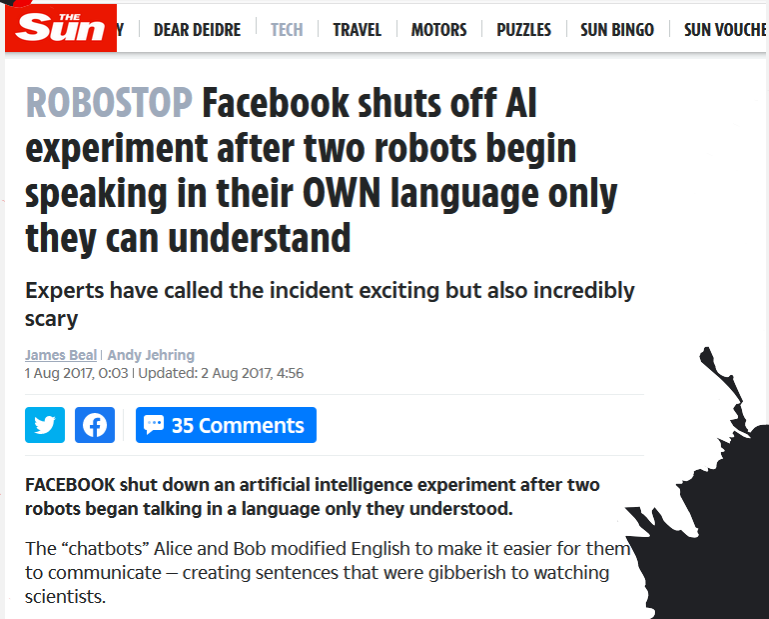 THE
Sun
Y DEAR DEIDRE TECH TRAVEL MOTORS PUZZLES SUN BINGO SUN VOUCHE
ROBOSTOP Facebook shuts off AI
experiment after two robots begin
speaking in their OWN language only
they can understand
Experts have called the incident exciting but also incredibly
scary
James Beal | Andy Jehring
1 Aug 2017, 0:03 | Updated: 2 Aug 2017, 4:56
35 Comments
FACEBOOK shut down an artificial intelligence experiment after two
robots began talking in a language only they understood.
The “chatbots” Alice and Bob modified English to make it easier for them
to communicate – creating sentences that were gibberish to watching
scientists.